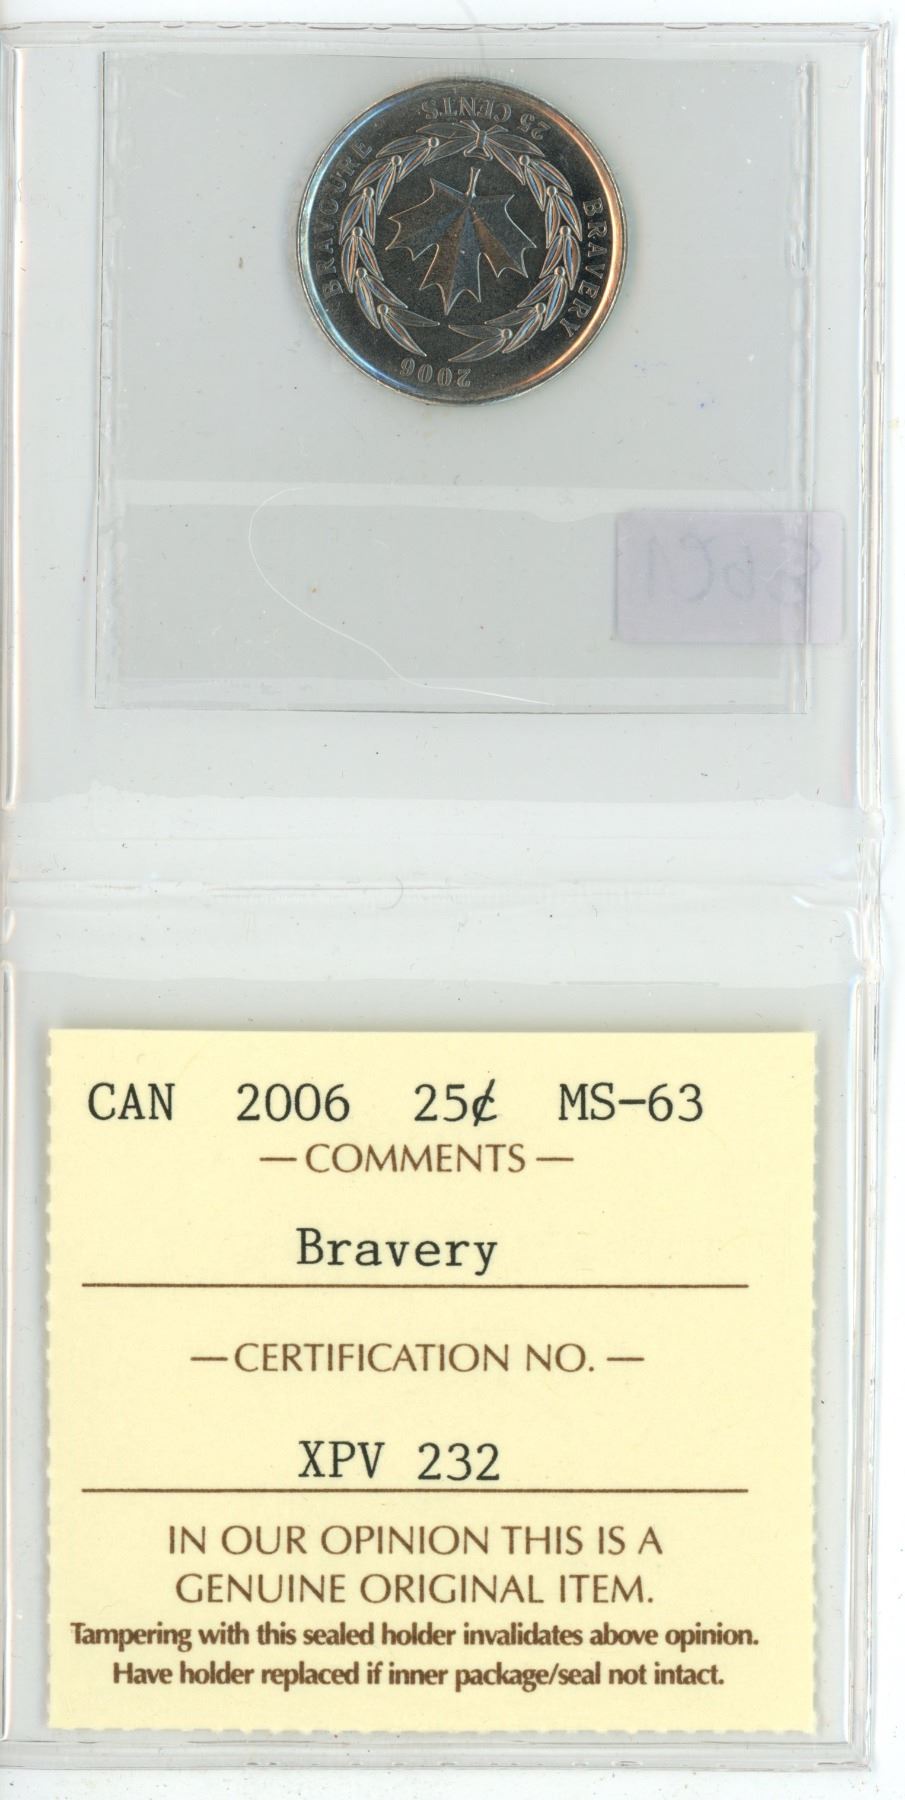 25 CENTS
BRAVOURE
BRAVERY
2006
CAN 2006 25¢ MS-63
— COMMENTS —
Bravery
— CERTIFICATION NO. —
XPV 232
IN OUR OPINION THIS IS A
GENUINE ORIGINAL ITEM.
Tampering with this sealed holder invalidates above opinion.
Have holder replaced if inner package/seal not intact.